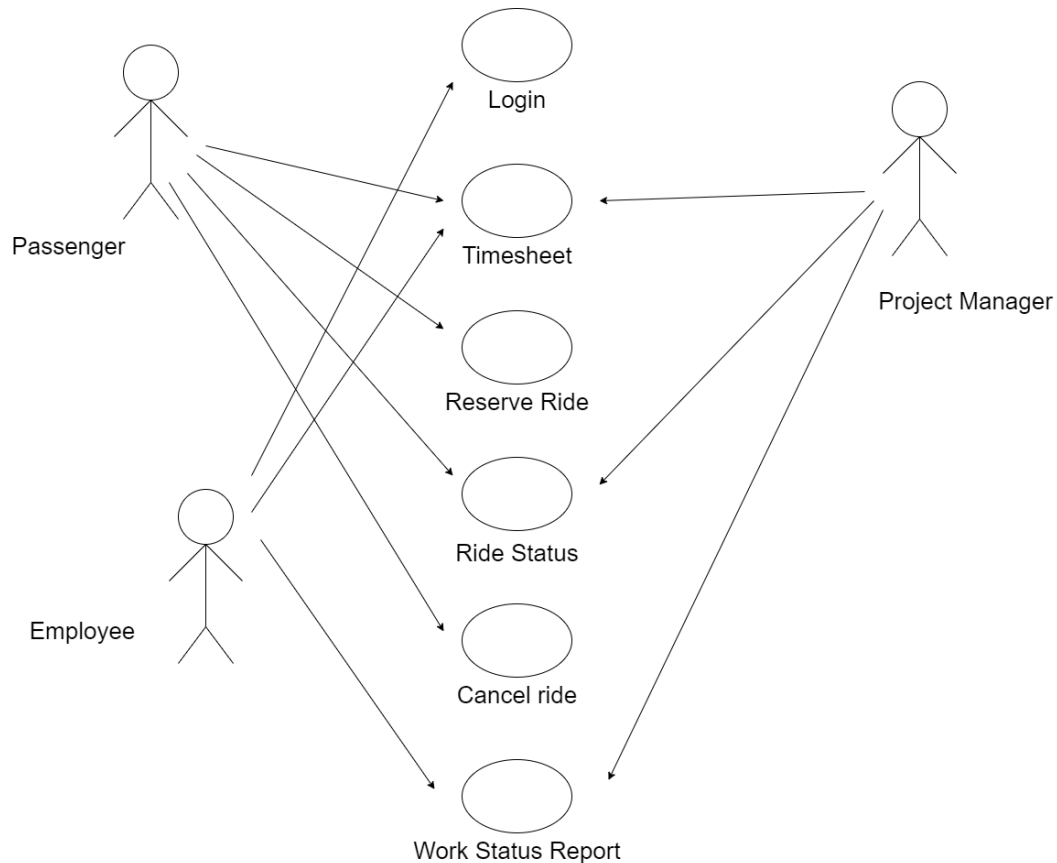 Login
Passenger
Timesheet
Project Manager
Reserve Ride
Ride Status
Employee
Cancel ride
Work Status Report